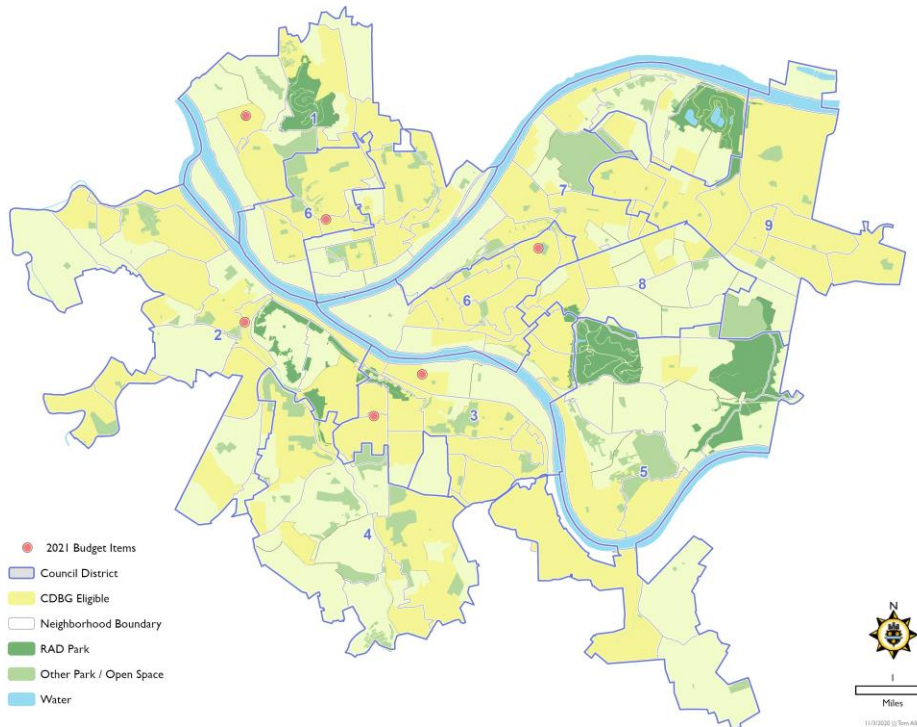 1
7
6
9
8
6
2
3
5
4
2021 Budget Items
Council District
CDBG Eligible
Neighborhood Boundary
RAD Park
Other Park / Open Space
Water
N
1
Miles